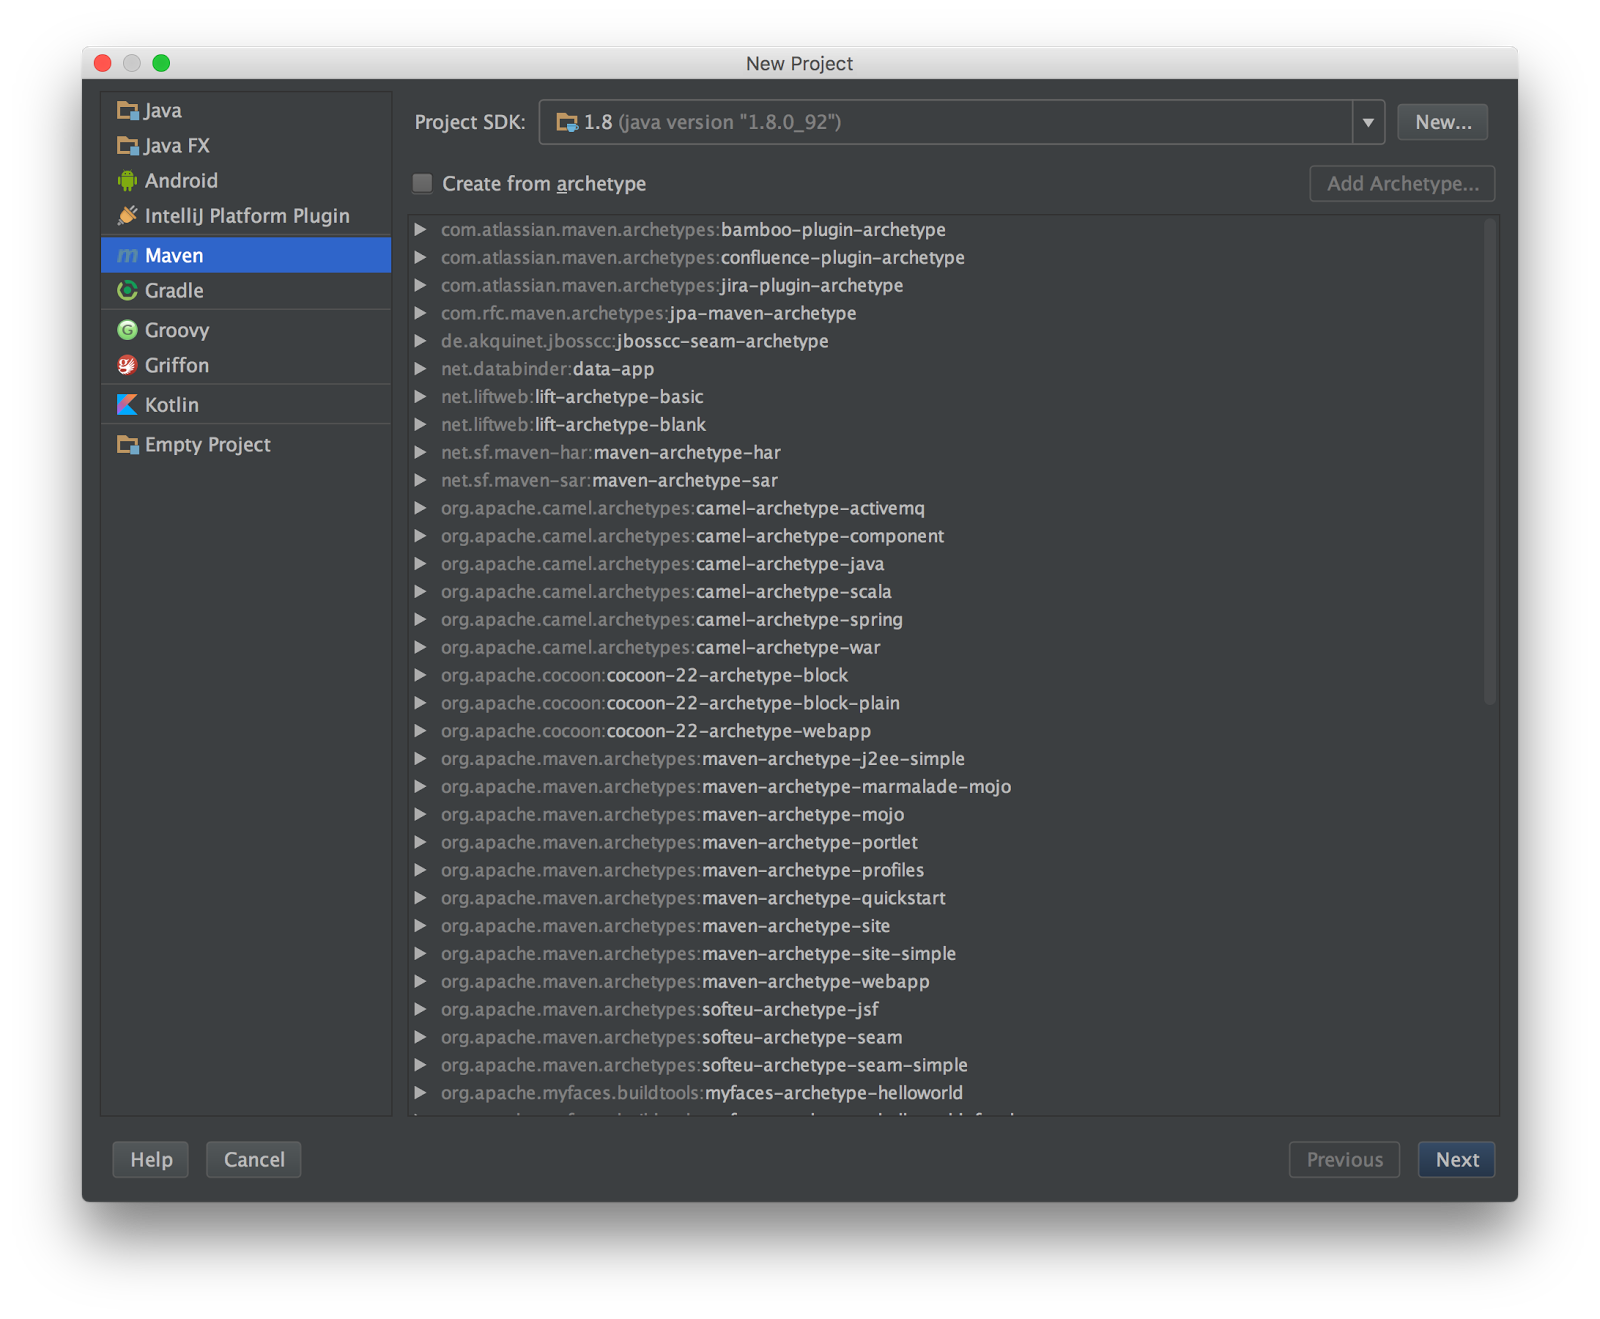 New Project
Java
Java FX
Android
IntelliJ Platform Plugin
Maven
Gradle
Groovy
Griffon
Kotlin
Empty Project
Project SDK: 1.8 (java version "1.8.0_92") New...
Create from archetype Add Archetype...
com.atlassian.maven.archetypes:bamboo-plugin-archetype
com.atlassian.maven.archetypes:confluence-plugin-archetype
com.atlassian.maven.archetypes:jira-plugin-archetype
com.rfc.maven.archetypes:jpa-maven-archetype
de.akquinet.jbosscc:jbosscc-seam-archetype
net.databinder:data-app
net.liftweb:lift-archetype-basic
net.liftweb:lift-archetype-blank
net.sf.maven-har:maven-archetype-har
net.sf.maven-sar:maven-archetype-sar
org.apache.camel.archetypes:camel-archetype-activemq
org.apache.camel.archetypes:camel-archetype-component
org.apache.camel.archetypes:camel-archetype-java
org.apache.camel.archetypes:camel-archetype-scala
org.apache.camel.archetypes:camel-archetype-spring
org.apache.camel.archetypes:camel-archetype-war
org.apache.cocoon:cocoon-22-archetype-block
org.apache.cocoon:cocoon-22-archetype-block-plain
org.apache.cocoon:cocoon-22-archetype-webapp
org.apache.maven.archetypes:maven-archetype-j2ee-simple
org.apache.maven.archetypes:maven-archetype-marmalade-mojo
org.apache.maven.archetypes:maven-archetype-mojo
org.apache.maven.archetypes:maven-archetype-portlet
org.apache.maven.archetypes:maven-archetype-profiles
org.apache.maven.archetypes:maven-archetype-quickstart
org.apache.maven.archetypes:maven-archetype-site
org.apache.maven.archetypes:maven-archetype-site-simple
org.apache.maven.archetypes:maven-archetype-webapp
org.apache.maven.archetypes:softeu-archetype-jsf
org.apache.maven.archetypes:softeu-archetype-seam
org.apache.maven.archetypes:softeu-archetype-seam-simple
org.apache.myfaces.buildtools:myfaces-archetype-helloworld
Help Cancel Previous Next